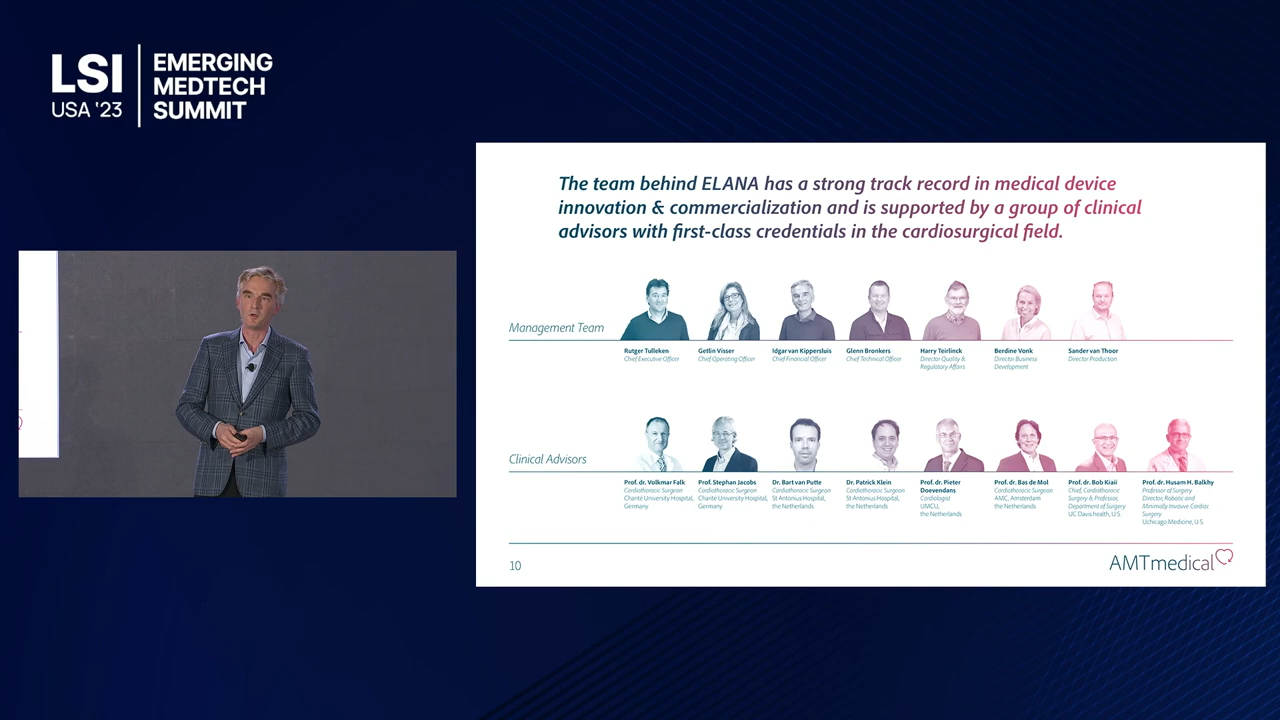 LSI
USA '23
EMERGING
MEDTECH
SUMMIT
The team behind ELANA has a strong track record in medical device
innovation & commercialization and is supported by a group of clinical
advisors with first-class credentials in the cardiosurgical field.
Management Team
Rutger Tulleken
Chief Executive Officer
Getlin Visser
Chief Operating Officer
Idgar van Kippersluis
Chief Financial Officer
Glenn Bronkers
Chief Technical Officer
Harry Teirlinck
Director Quality &
Regulatory Affairs
Berdine Vonk
Director Business
Development
Sander van Thoor
Director Production
Clinical Advisors
Prof. dr. Volkmar Falk
Cardiothoracic Surgeon
Charité University Hospital,
Germany
Prof. Stephan Jacobs
Cardiothoracic Surgeon
Charité University Hospital,
Germany
Dr. Bart van Putte
Cardiothoracic Surgeon
St Antonius Hospital,
the Netherlands
Dr. Patrick Klein
Cardiothoracic Surgeon
St Antonius Hospital,
the Netherlands
Prof. dr. Pieter
Doevendans
Cardiologist
UMCU,
the Netherlands
Prof. dr. Bas de Mol
Cardiothoracic Surgeon
AMC, Amsterdam
the Netherlands
Prof. dr. Bob Kiaii
Chief, Cardiothoracic
Surgery & Professor,
Department of Surgery
UC Davis health, U.S.
Prof. dr. Husam H. Balkhy
Professor of Surgery
Director, Robotic and
Minimally Invasive Cardiac
Surgery
Uchicago Medicine, U.S.
10
AMTmedical